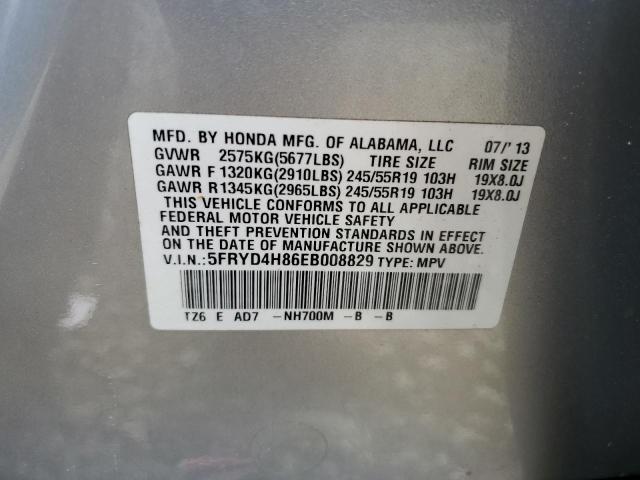 MFD. BY HONDA MFG. OF ALABAMA, LLC 07/'13
GVWR 2575KG(5677LBS) TIRE SIZE RIM SIZE
GAWR F 1320KG(2910LBS) 245/55R19 103H 19X8.0J
GAWR R 1345KG(2965LBS) 245/55R19 103H 19X8.0J
THIS VEHICLE CONFORMS TO ALL APPLICABLE
FEDERAL MOTOR VEHICLE SAFETY
AND THEFT PREVENTION STANDARDS IN EFFECT
ON THE DATE OF MANUFACTURE SHOWN ABOVE.
V.I.N.:5FRYD4H86EB008829 TYPE: MPV
TZ6 E AD7 -NH700M -B -B